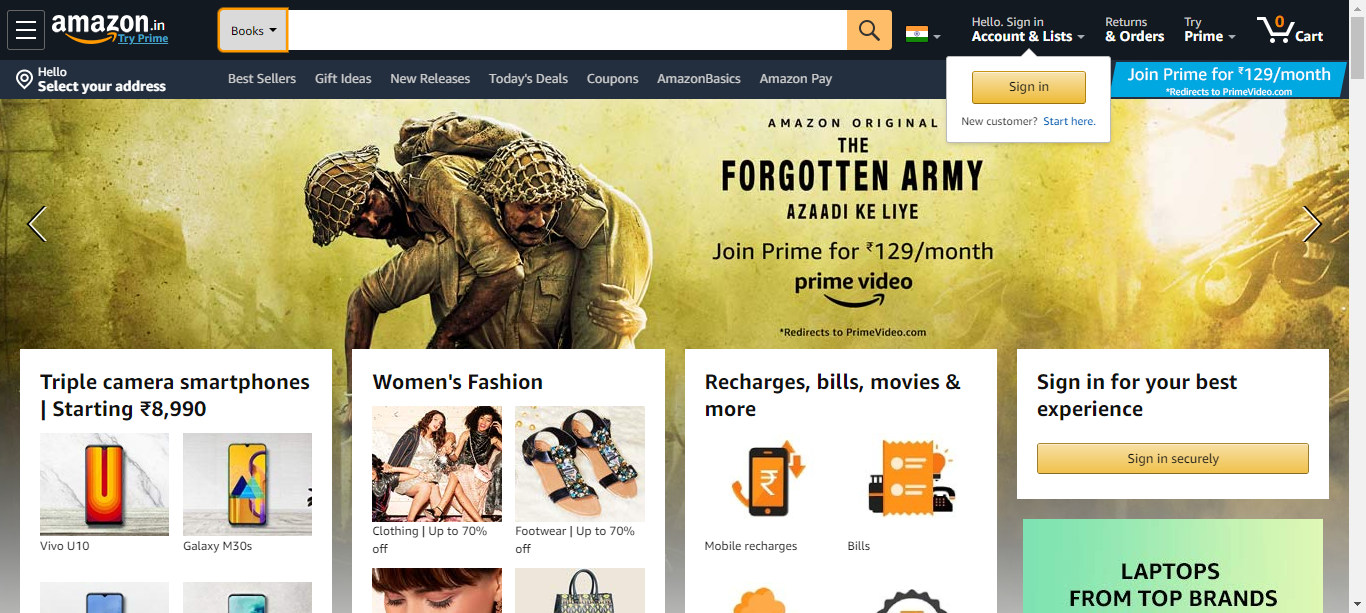 amazon.in
Try Prime
Books
Hello. Sign in
Account & Lists
Returns
& Orders
Try
Prime
0
Cart
Hello
Select your address
Best Sellers
Gift Ideas
New Releases
Today's Deals
Coupons
AmazonBasics
Amazon Pay
Sign in
New customer? Start here.
Join Prime for ₹129/month
*Redirects to PrimeVideo.com
AMAZON ORIGINAL
THE
FORGOTTEN ARMY
AZAADI KE LIYE
Join Prime for ₹129/month
prime video
*Redirects to PrimeVideo.com
Triple camera smartphones
| Starting ₹8,990
Vivo U10
Galaxy M30s
Women's Fashion
Clothing | Up to 70%
off
Footwear | Up to 70%
off
Recharges, bills, movies &
more
₹
Mobile recharges
Bills
Sign in for your best
experience
Sign in securely
LAPTOPS
FROM TOP BRANDS